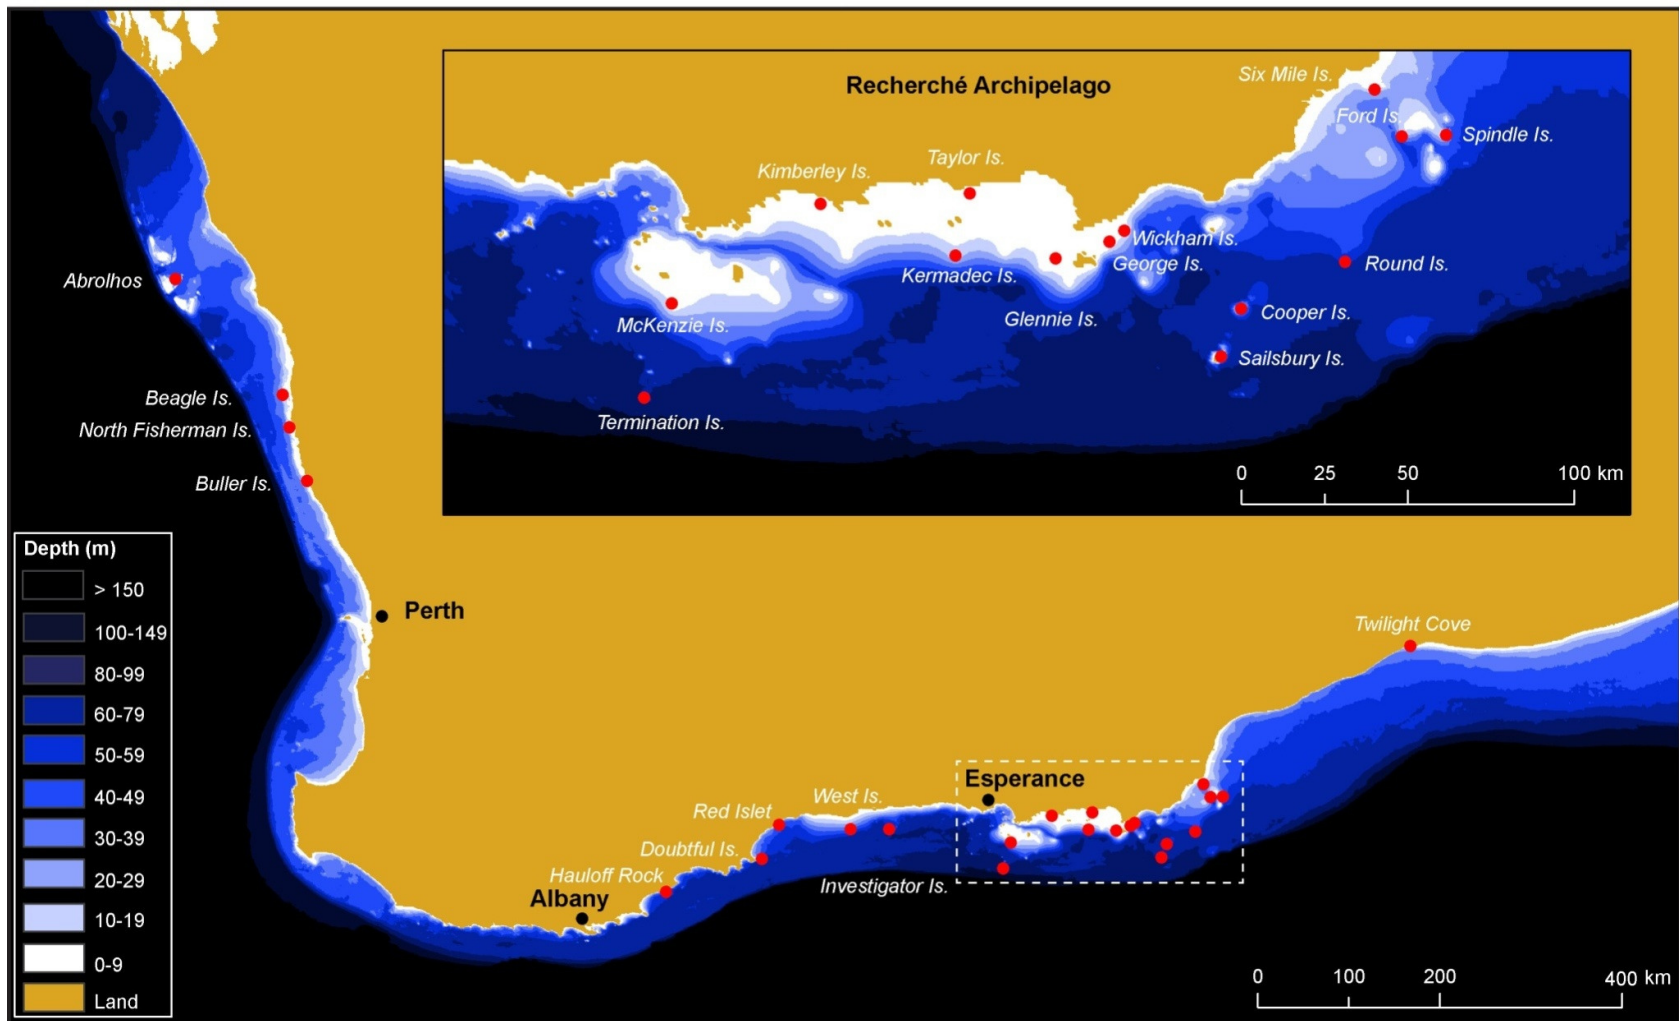 Recherché Archipelago
Six Mile Is.
Ford Is.
Spindle Is.
Taylor Is.
Kimberley Is.
Wickham Is.
George Is.
Round Is.
Kermadec Is.
Cooper Is.
Glennie Is.
McKenzie Is.
Sailsbury Is.
Termination Is.
0 25 50 100 km
Abrolhos
Beagle Is.
North Fisherman Is.
Buller Is.
Perth
Twilight Cove
Esperance
West Is.
Red Islet
Doubtful Is.
Hauloff Rock
Investigator Is.
Albany
Depth (m)
> 150
100-149
80-99
60-79
50-59
40-49
30-39
20-29
10-19
0-9
Land
0 100 200 400 km